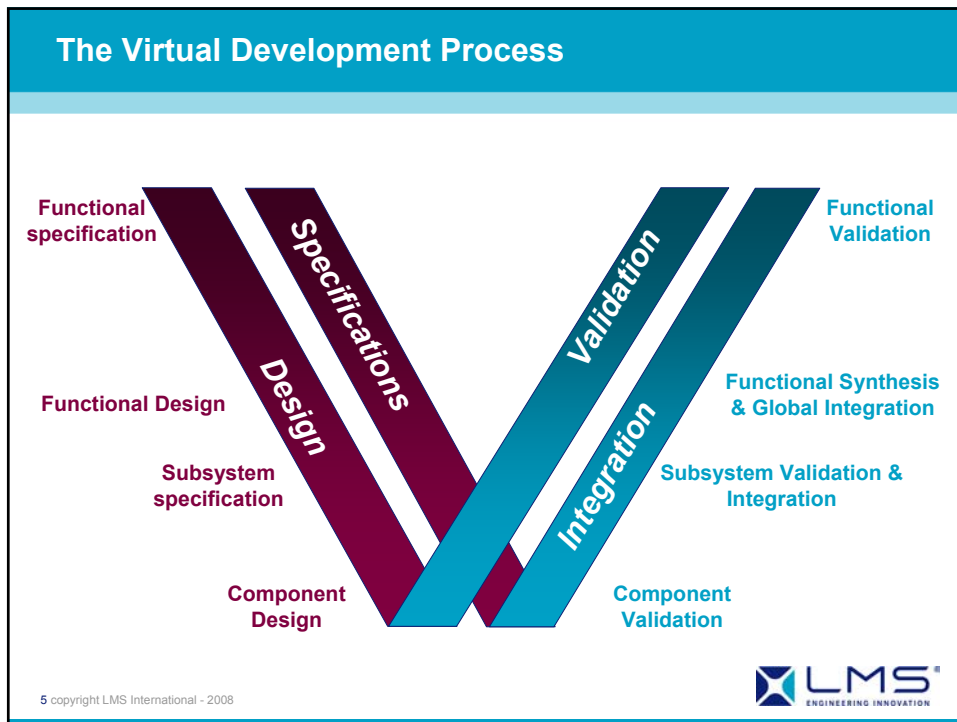 The Virtual Development Process
Functional
specification
Specifications
Design
Functional Design
Subsystem
specification
Component
Design
Validation
Integration
Functional
Validation
Functional Synthesis
& Global Integration
Subsystem Validation &
Integration
Component
Validation
5 copyright LMS International - 2008
LMS®
ENGINEERING INNOVATION